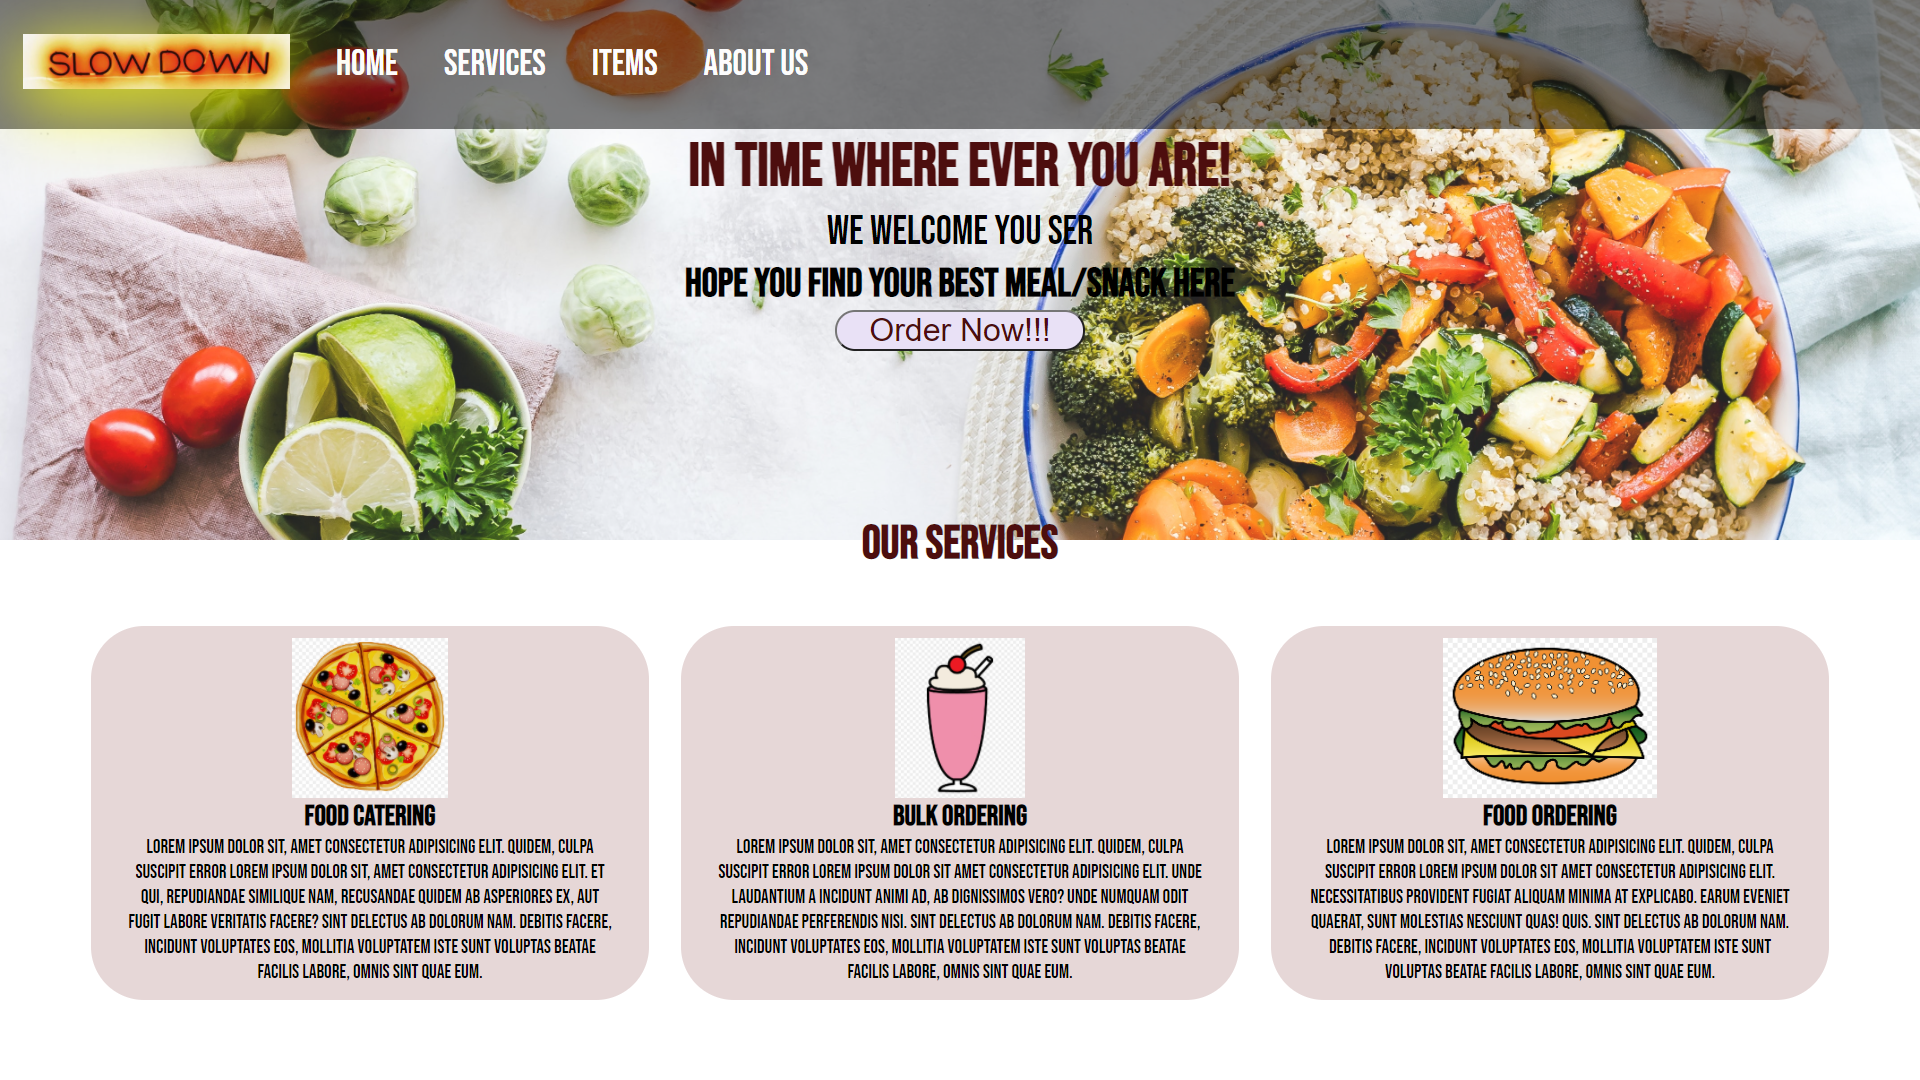 SLOW DOWN
HOME SERVICES ITEMS ABOUT US
IN TIME WHERE EVER YOU ARE!
WE WELCOME YOU SER
HOPE YOU FIND YOUR BEST MEAL/SNACK HERE
Order Now!!!
OUR SERVICES
FOOD CATERING
LOREM IPSUM DOLOR SIT, AMET CONSECTETUR ADIPISICING ELIT. QUIDEM, CULPA
SUSCIPIT ERROR LOREM IPSUM DOLOR SIT, AMET CONSECTETUR ADIPISICING ELIT. ET
QUI, REPUDIANDAE SIMILIQUE NAM, RECUSANDAE QUIDEM AB ASPERIORES EX, AUT
FUGIT LABORE VERITATIS FACERE? SINT DELECTUS AB DOLORUM NAM. DEBITIS FACERE,
INCIDUNT VOLUPTATES EOS, MOLLITIA VOLUPTATEM ISTE SUNT VOLUPTAS BEATAE
FACILIS LABORE, OMNIS SINT QUAE EUM.
BULK ORDERING
LOREM IPSUM DOLOR SIT, AMET CONSECTETUR ADIPISICING ELIT. QUIDEM, CULPA
SUSCIPIT ERROR LOREM IPSUM DOLOR SIT AMET CONSECTETUR ADIPISICING ELIT. UNDE
LAUDANTIUM A INCIDUNT ANIMI AD, AB DIGNISSIMOS VERO? UNDE NUMQUAM ODIT
REPUDIANDAE PERFERENDIS NISI. SINT DELECTUS AB DOLORUM NAM. DEBITIS FACERE,
INCIDUNT VOLUPTATES EOS, MOLLITIA VOLUPTATEM ISTE SUNT VOLUPTAS BEATAE
FACILIS LABORE, OMNIS SINT QUAE EUM.
FOOD ORDERING
LOREM IPSUM DOLOR SIT, AMET CONSECTETUR ADIPISICING ELIT. QUIDEM, CULPA
SUSCIPIT ERROR LOREM IPSUM DOLOR SIT AMET CONSECTETUR ADIPISICING ELIT.
NECESSITATIBUS PROVIDENT FUGIAT ALIQUAM MINIMA AT EXPLICABO. EARUM EVENIET
QUAERAT, SUNT MOLESTIAS NESCIUNT QUAS! QUIS. SINT DELECTUS AB DOLORUM NAM.
DEBITIS FACERE, INCIDUNT VOLUPTATES EOS, MOLLITIA VOLUPTATEM ISTE SUNT
VOLUPTAS BEATAE FACILIS LABORE, OMNIS SINT QUAE EUM.